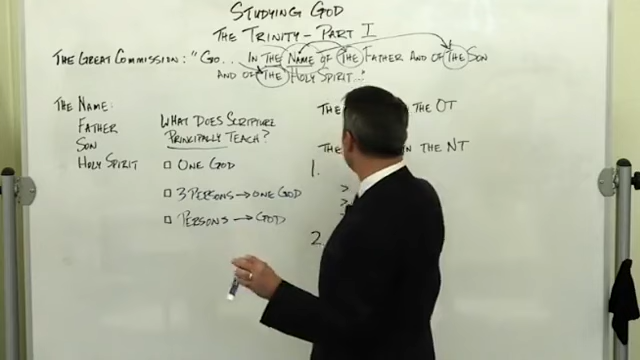 STUDYING GOD
THE TRINITY - PART I
THE GREAT COMMISSION: "GO... IN THE NAME OF THE FATHER AND OF THE SON
AND OF THE HOLY SPIRIT..."
THE NAME:
FATHER
SON
HOLY SPIRIT
WHAT DOES SCRIPTURE
PRINCIPALLY TEACH?
□ ONE GOD
□ 3 PERSONS → ONE GOD
□ PERSONS → GOD
THE THE OT
THE IN THE NT
1.
>
>
>
2.